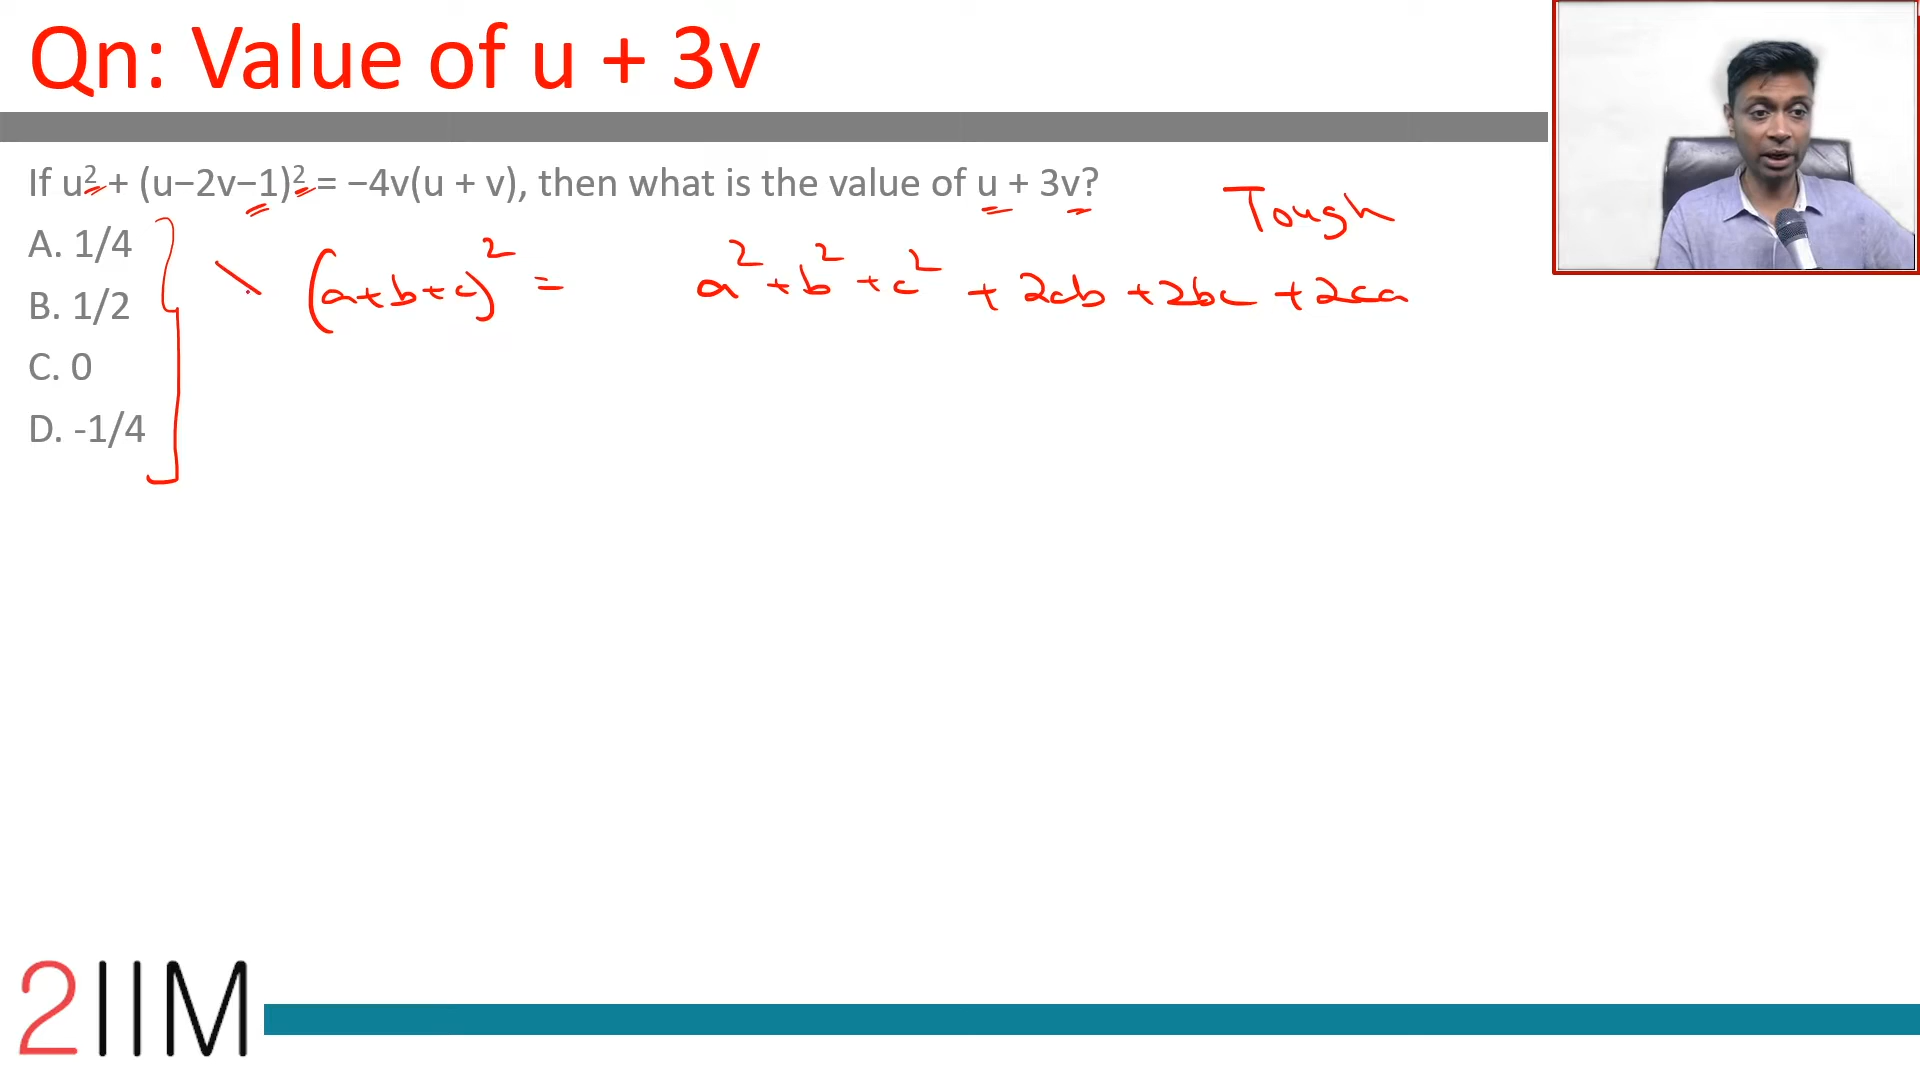 Qn: Value of u + 3v
If u² + (u−2v−1)² = −4v(u + v), then what is the value of u + 3v?
Tough
A. 1/4
(a+b+c)² = a² + b² + c² + 2ab + 2bc + 2ca
B. 1/2
C. 0
D. -1/4
2IIM